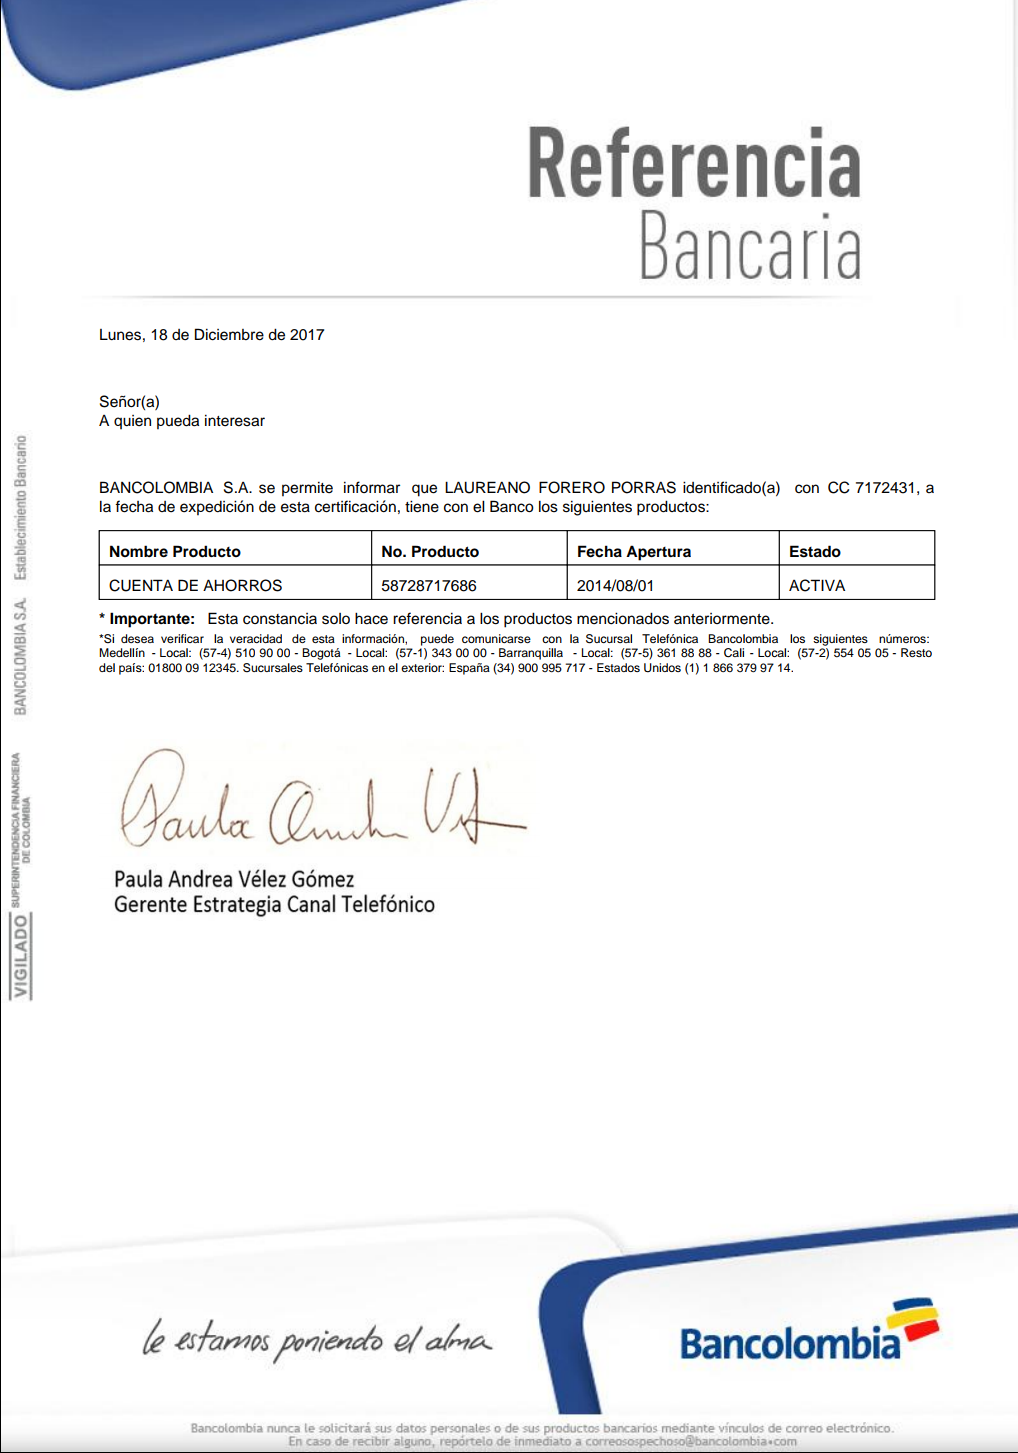 Referencia
Bancaria
Lunes, 18 de Diciembre de 2017
Señor(a)
A quien pueda interesar
BANCOLOMBIA S.A. se permite informar que LAUREANO FORERO PORRAS identificado(a) con CC 7172431, a
la fecha de expedición de esta certificación, tiene con el Banco los siguientes productos:
Nombre Producto No. Producto Fecha Apertura Estado
CUENTA DE AHORROS 58728717686 2014/08/01 ACTIVA
* Importante: Esta constancia solo hace referencia a los productos mencionados anteriormente.
*Si desea verificar la veracidad de esta información, puede comunicarse con la Sucursal Telefónica Bancolombia los siguientes números:
Medellín - Local: (57-4) 510 90 00 - Bogotá - Local: (57-1) 343 00 00 - Barranquilla - Local: (57-5) 361 88 88 - Cali - Local: (57-2) 554 05 05 - Resto
del país: 01800 09 12345. Sucursales Telefónicas en el exterior: España (34) 900 995 717 - Estados Unidos (1) 1 866 379 97 14.
Paula
Paula Andrea Vélez Gómez
Gerente Estrategia Canal Telefónico
BANCOLOMBIA S.A. Establecimiento Bancario
VIGILADO SUPERINTENDENCIA FINANCIERA
DE COLOMBIA
le estamos poniendo el alma
Bancolombia
Bancolombia nunca le solicitará sus datos personales o de sus productos bancarios mediante vínculos de correo electrónico.
En caso de recibir alguno, repórtelo de inmediato a correosospechoso@bancolombia•com